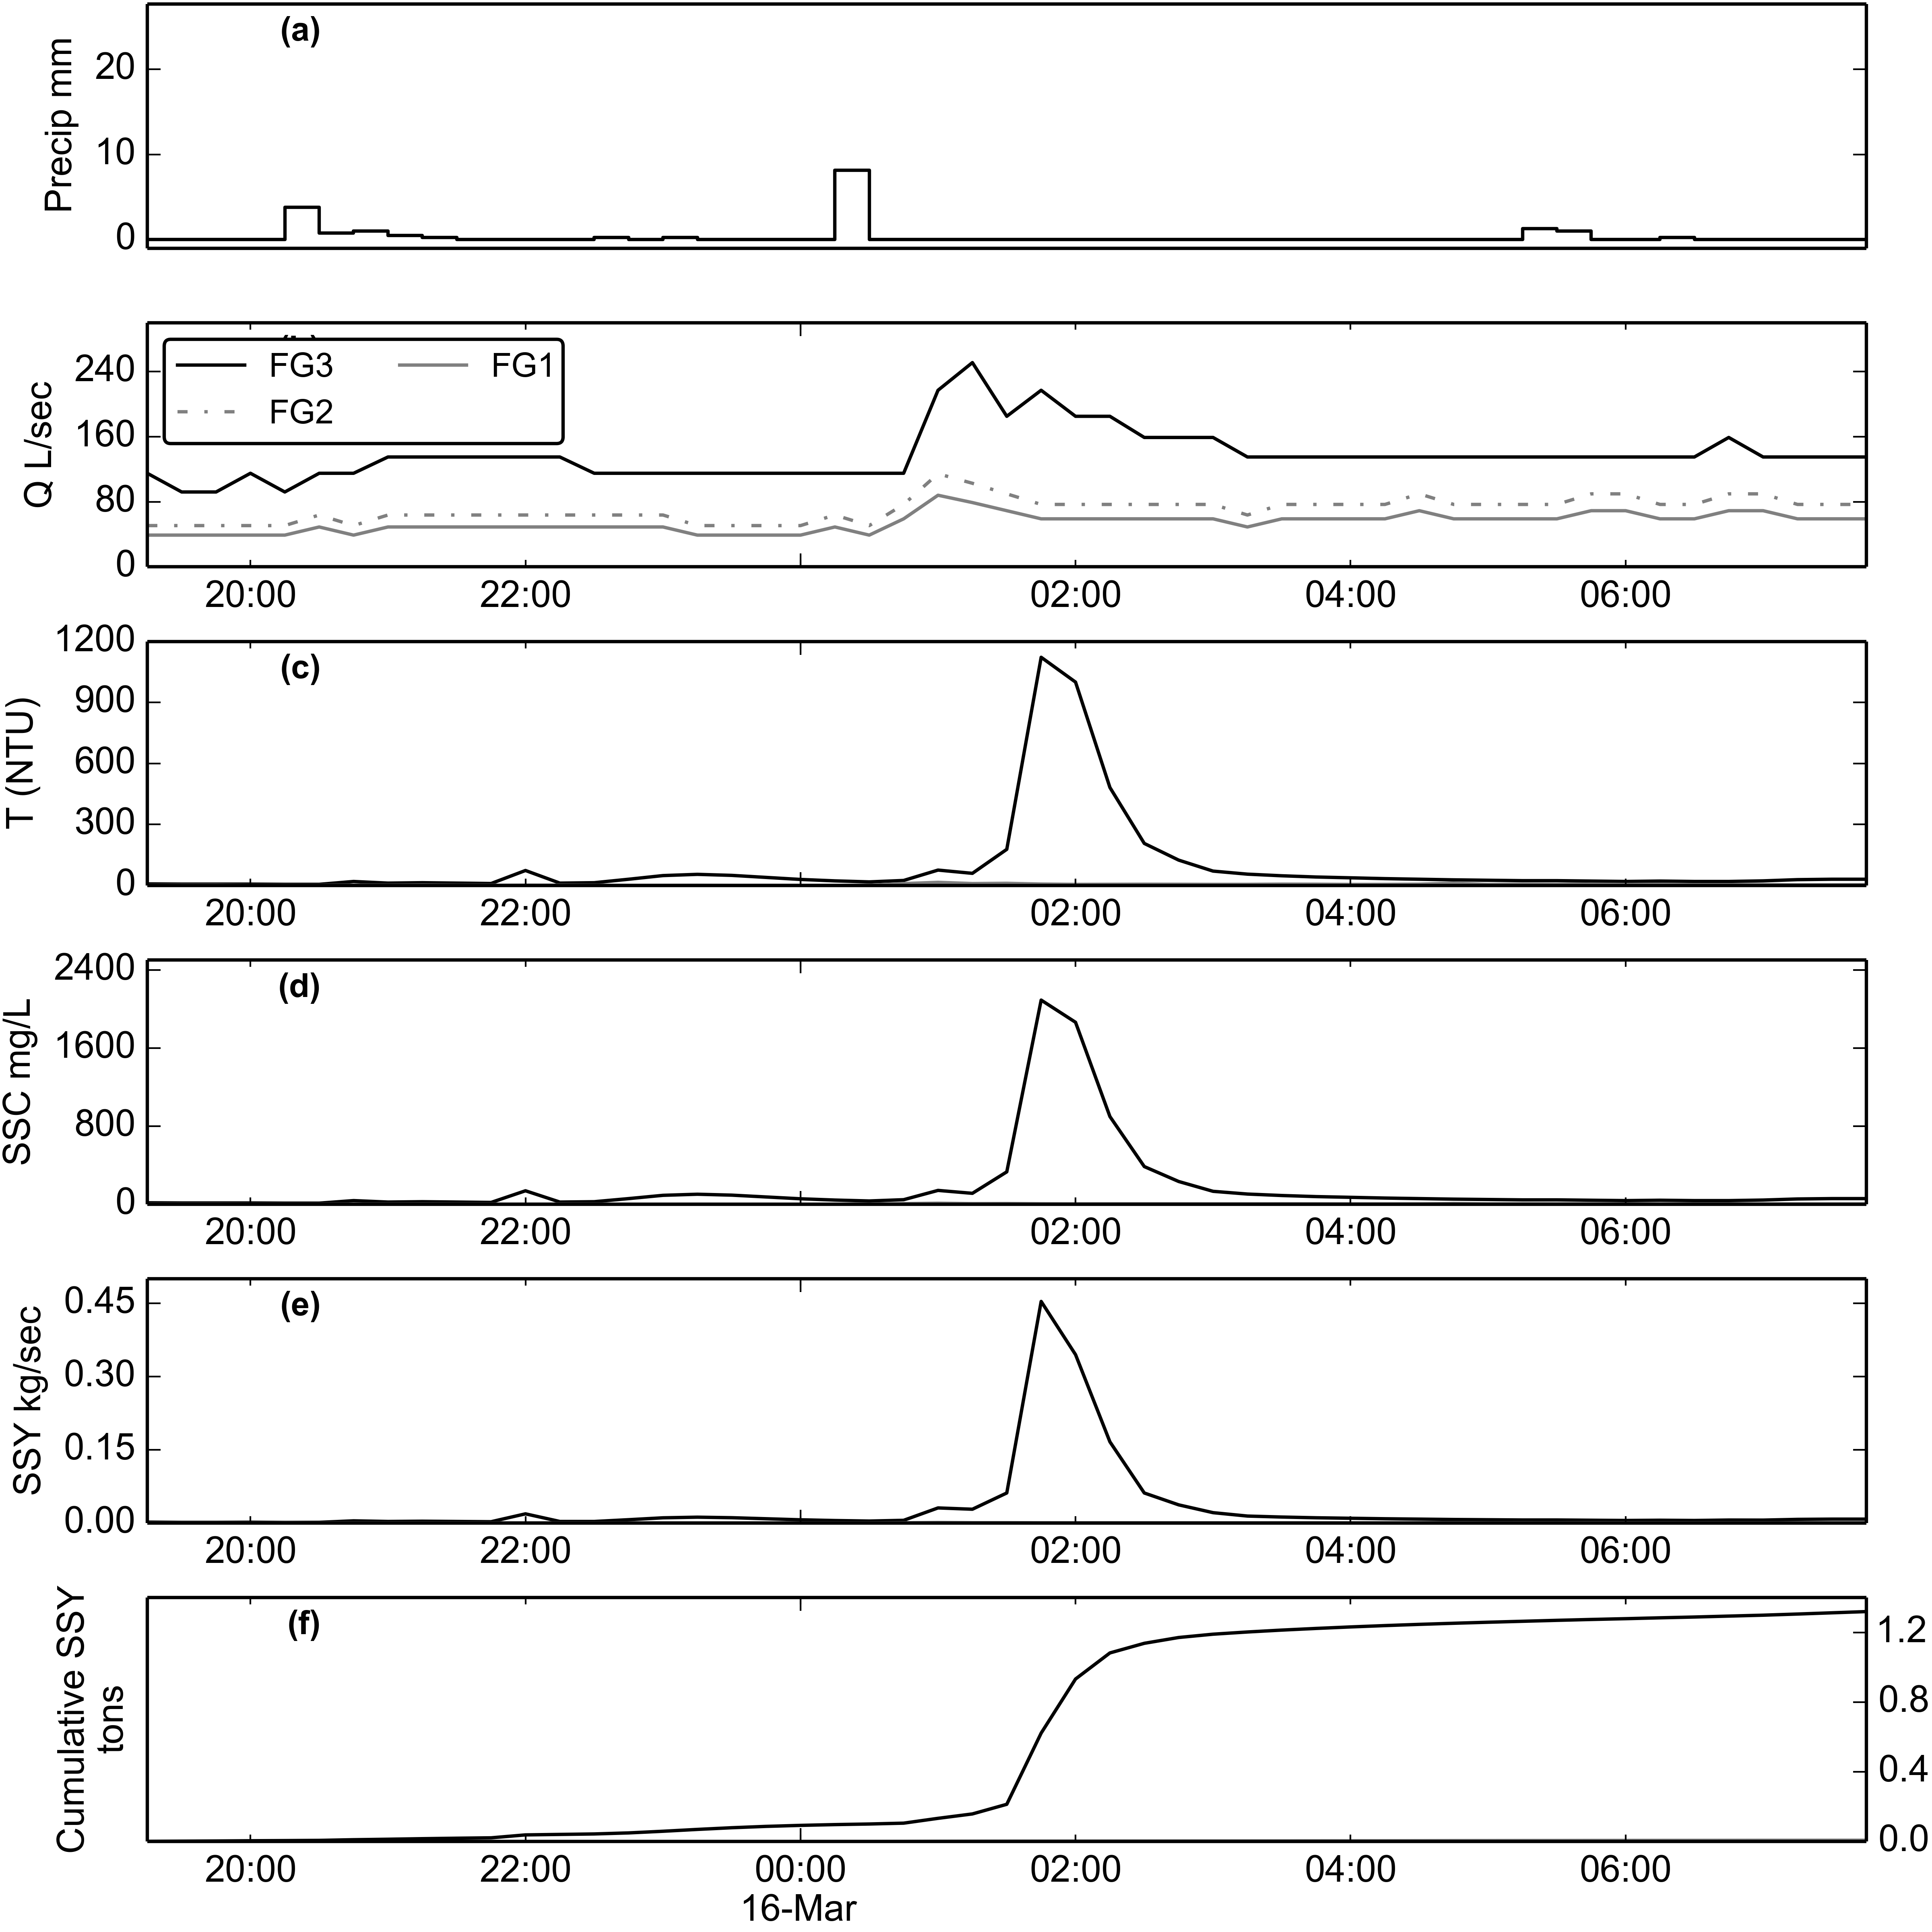 (a)
Precip mm
20
10
0
FG3 FG1
FG2
Q L/sec
240
160
80
0
20:00 22:00 02:00 04:00 06:00
(c)
T (NTU)
1200
900
600
300
0
20:00 22:00 02:00 04:00 06:00
(d)
SSC mg/L
2400
1600
800
0
20:00 22:00 02:00 04:00 06:00
(e)
SSY kg/sec
0.45
0.30
0.15
0.00
20:00 22:00 02:00 04:00 06:00
(f)
Cumulative SSY
tons
1.2
0.8
0.4
0.0
20:00 22:00 00:00 02:00 04:00 06:00
16-Mar